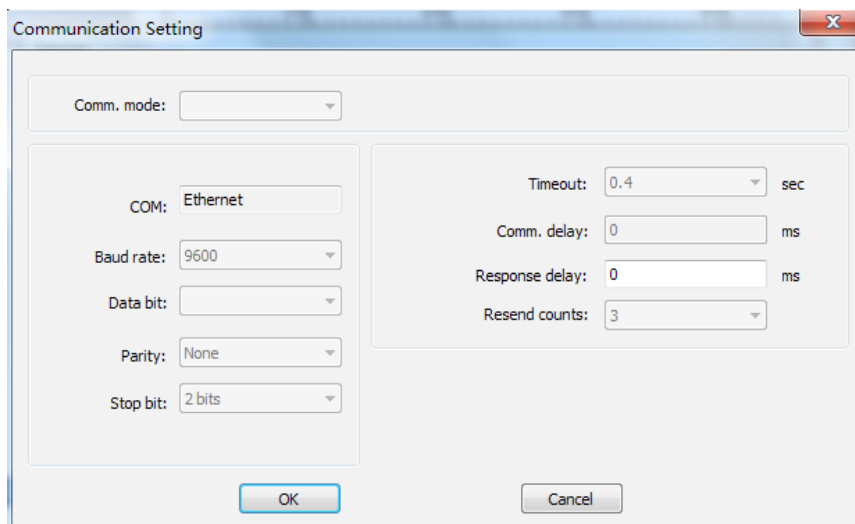 Communication Setting
Comm. mode:
COM: Ethernet
Baud rate: 9600
Data bit:
Parity: None
Stop bit: 2 bits
Timeout: 0.4 sec
Comm. delay: 0 ms
Response delay: 0 ms
Resend counts: 3
OK
Cancel